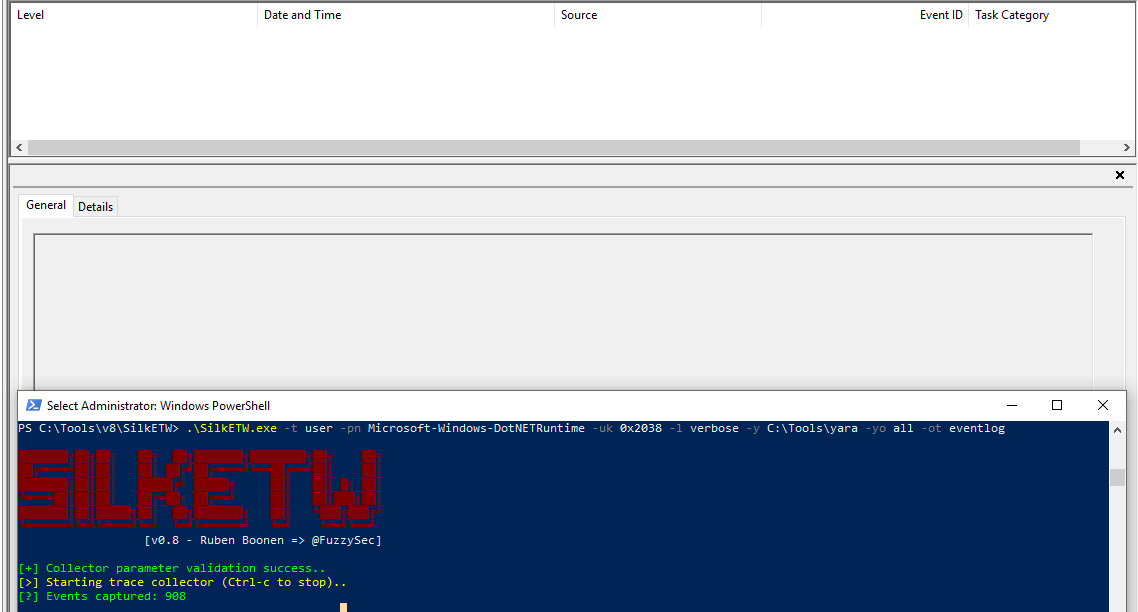 Level Date and Time Source Event ID Task Category
General Details
Select Administrator: Windows PowerShell
PS C:\Tools\v8\SilkETW> .\SilkETW.exe -t user -pn Microsoft-Windows-DotNETRuntime -uk 0x2038 -l verbose -y C:\Tools\yara -yo all -ot eventlog
SILKETW
[v0.8 - Ruben Boonen => @FuzzySec]
[+] Collector parameter validation success..
[>] Starting trace collector (Ctrl-c to stop)..
[?] Events captured: 908